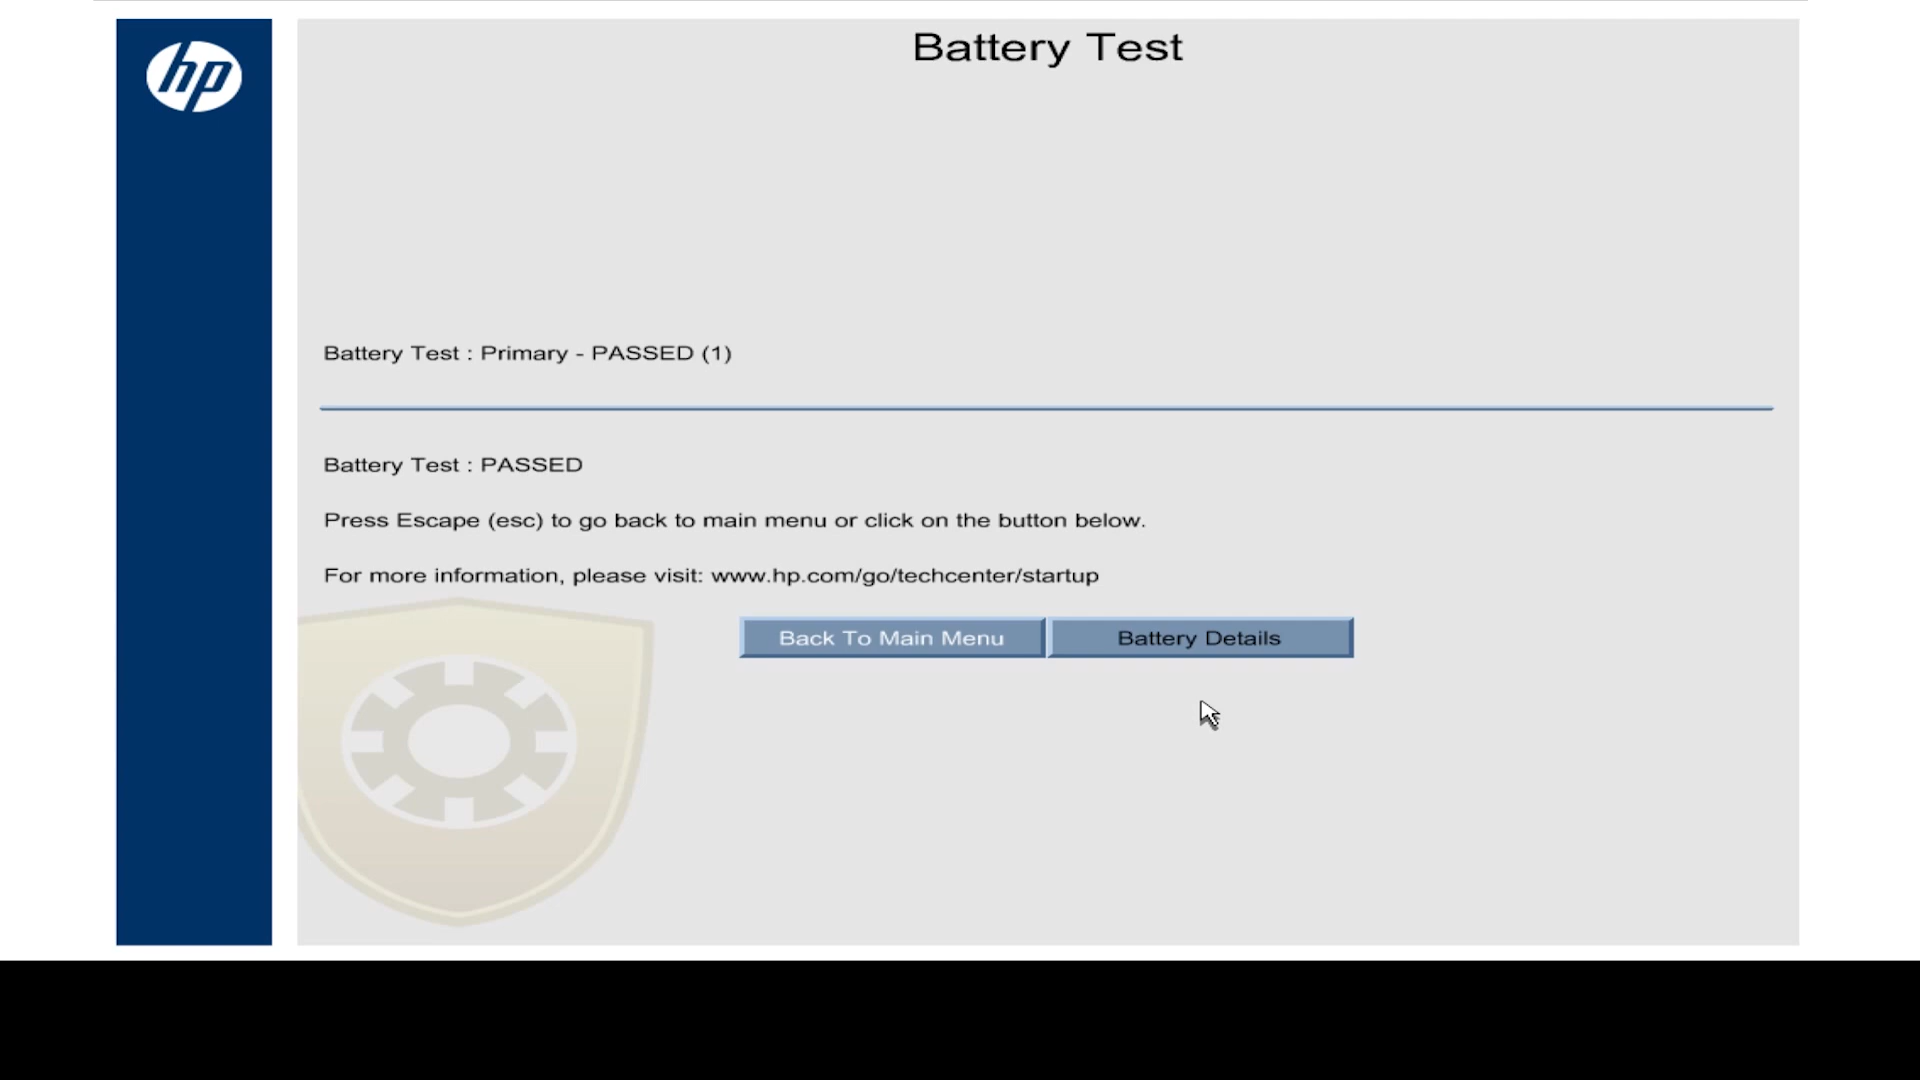 hp
Battery Test
Battery Test : Primary - PASSED (1)
Battery Test : PASSED
Press Escape (esc) to go back to main menu or click on the button below.
For more information, please visit: www.hp.com/go/techcenter/startup
Back To Main Menu
Battery Details